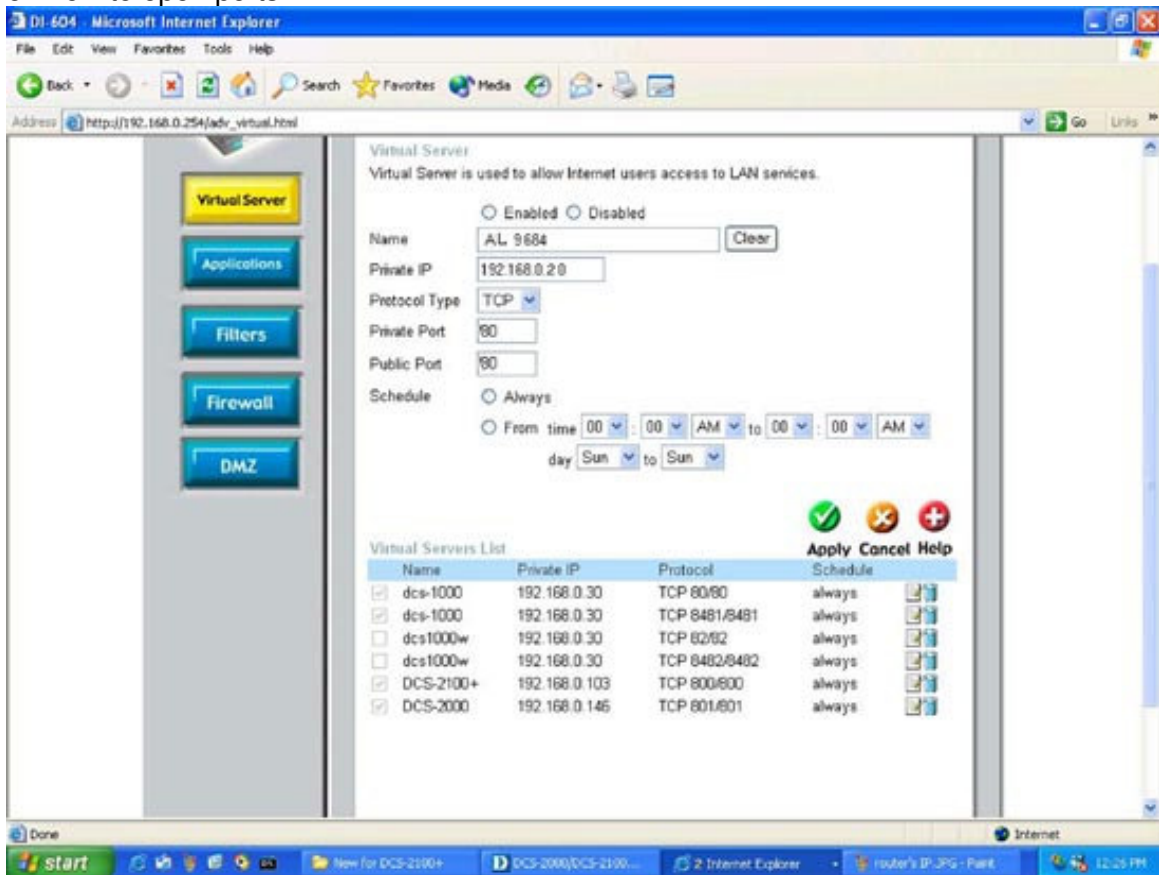 DI-604 - Microsoft Internet Explorer
File Edit View Favorites Tools Help
Back Search Favorites Media
Address http://192.168.0.254/adv_virtual.html Go Links
Virtual Server
Applications
Filters
Firewall
DMZ
Virtual Server
Virtual Server is used to allow Internet users access to LAN services.
Enabled Disabled
Name AL 9684 Clear
Private IP 192.168.0.20
Protocol Type TCP
Private Port 80
Public Port 80
Schedule Always
From time 00 : 00 AM to 00 : 00 AM
day Sun to Sun
Apply Cancel Help
Virtual Servers List
Name Private IP Protocol Schedule
dcs-1000 192.168.0.30 TCP 80/80 always
dcs-1000 192.168.0.30 TCP 8481/8481 always
dcs1000w 192.168.0.30 TCP 82/82 always
dcs1000w 192.168.0.30 TCP 8482/8482 always
DCS-2100+ 192.168.0.103 TCP 800/800 always
DCS-2000 192.168.0.146 TCP 801/801 always
Done Internet
start New for DCS-2100+ DCS-2000/DCS-2100... 2 Internet Explorer router's IP.JPG - Paint 12:26 PM